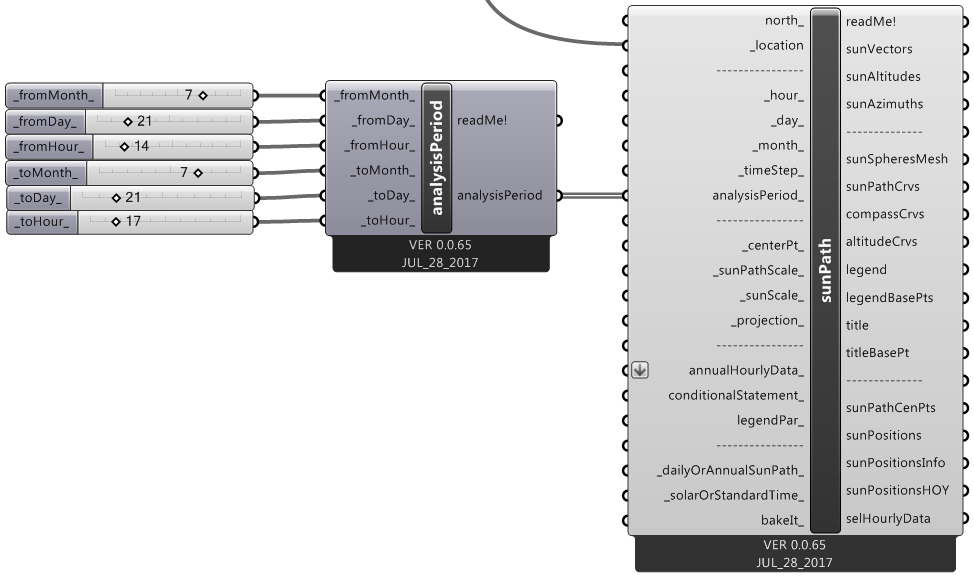 _fromMonth_ 7
_fromDay_ 21
_fromHour_ 14
_toMonth_ 7
_toDay_ 21
_toHour_ 17
_fromMonth_
_fromDay_
_fromHour_
_toMonth_
_toDay_
_toHour_
analysisPeriod
readMe!
analysisPeriod
VER 0.0.65
JUL_28_2017
north_
_location
---------------
_hour_
_day_
_month_
_timeStep_
analysisPeriod_
---------------
_centerPt_
_sunPathScale_
_sunScale_
_projection_
---------------
annualHourlyData_
conditionalStatement_
legendPar_
---------------
_dailyOrAnnualSunPath_
_solarOrStandardTime_
bakeIt_
sunPath
readMe!
sunVectors
sunAltitudes
sunAzimuths
-------------
sunSpheresMesh
sunPathCrvs
compassCrvs
altitudeCrvs
legend
legendBasePts
title
titleBasePt
-------------
sunPathCenPts
sunPositions
sunPositionsInfo
sunPositionsHOY
selHourlyData
VER 0.0.65
JUL_28_2017